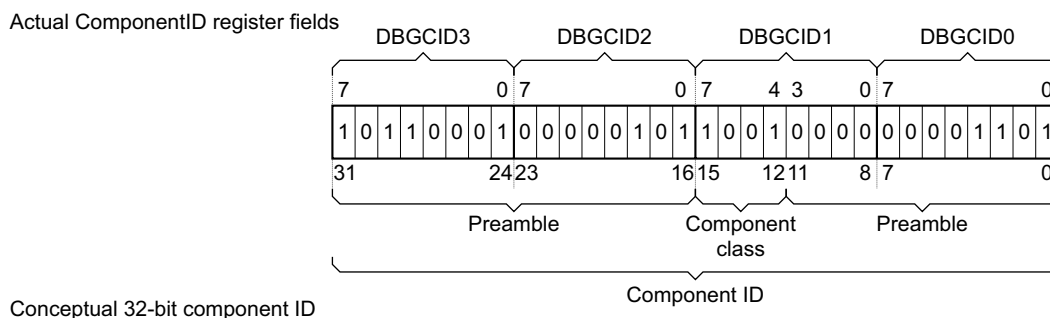 Actual ComponentID register fields
DBGCID3 DBGCID2 DBGCID1 DBGCID0
7 0 7 0 7 4 3 0 7 0
1 0 1 1 0 0 0 1 0 0 0 0 0 1 0 1 1 0 0 1 0 0 0 0 0 0 0 0 1 1 0 1
31 24 23 16 15 12 11 8 7 0
Preamble Component class Preamble
Component ID
Conceptual 32-bit component ID